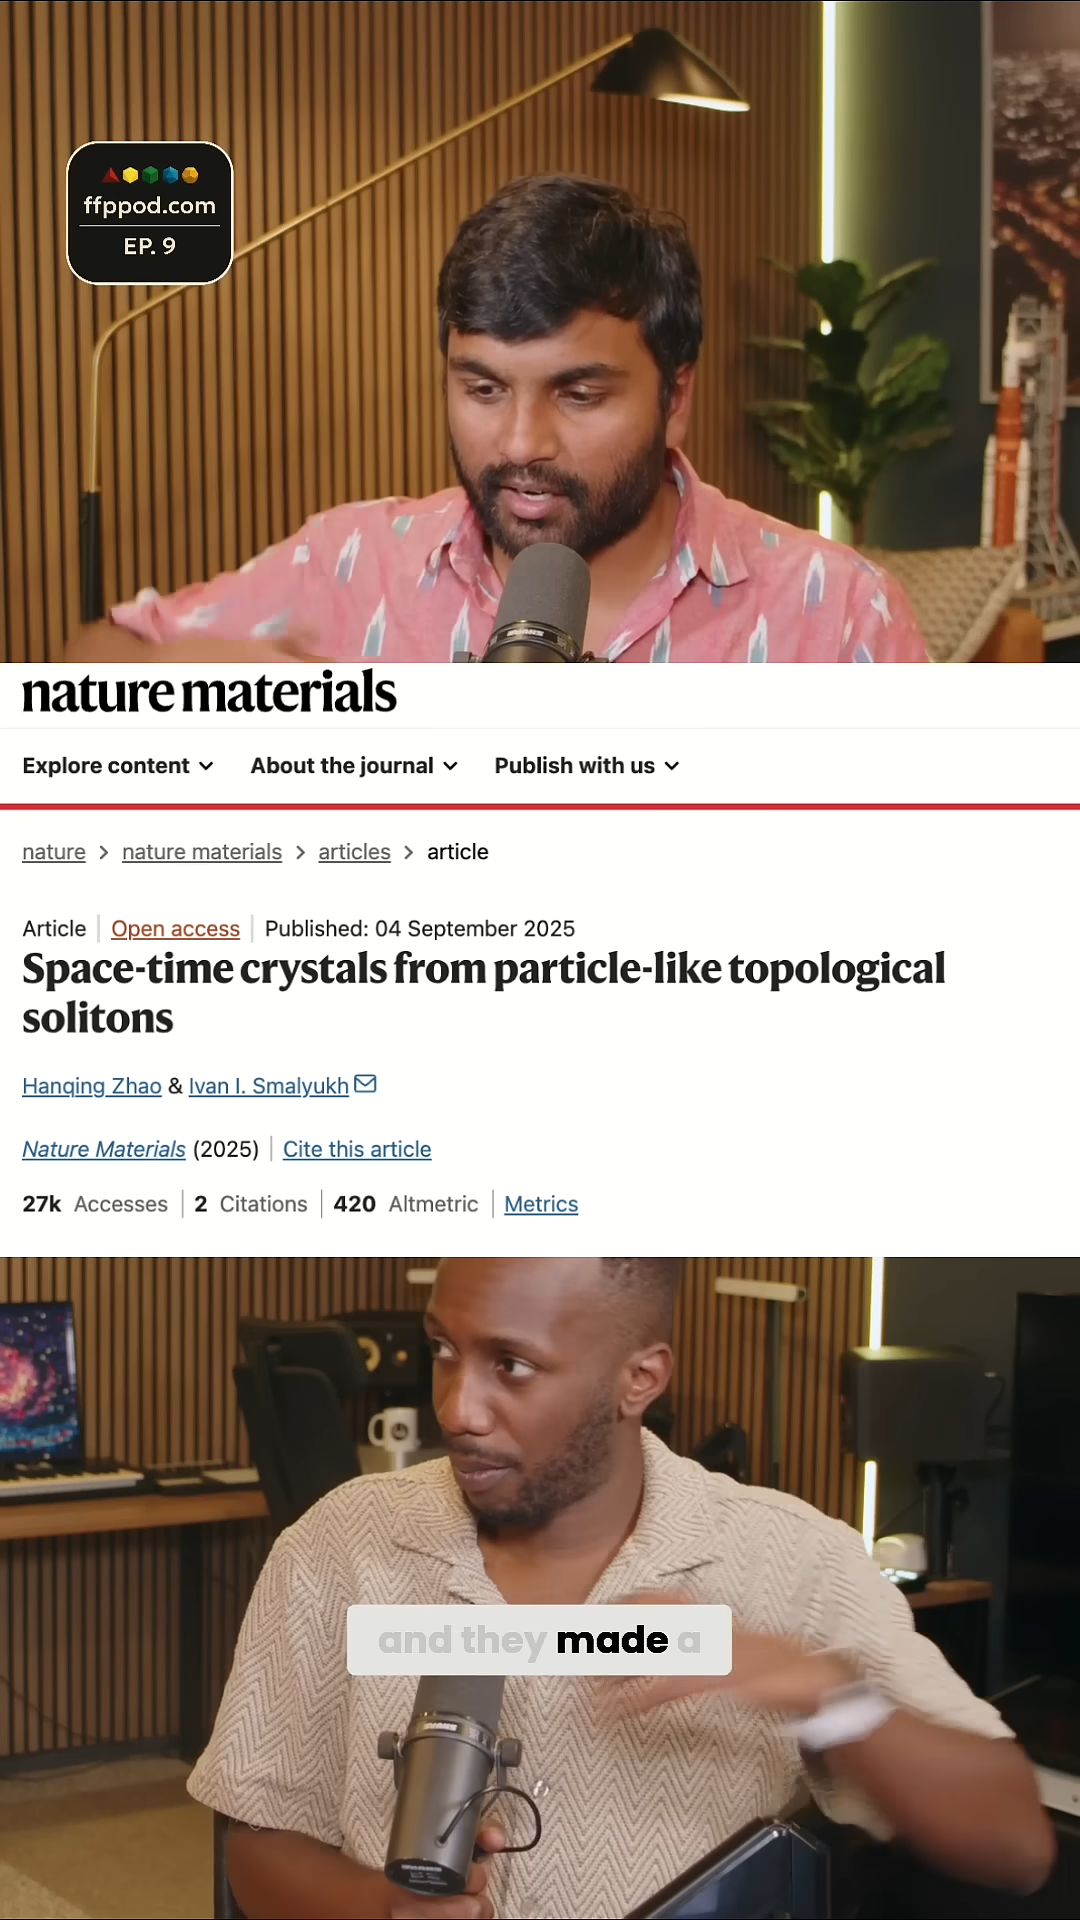 ffppod.com
EP. 9
nature materials
Explore content
About the journal
Publish with us
nature > nature materials > articles > article
Article | Open access | Published: 04 September 2025
Space-time crystals from particle-like topological
solitons
Hanqing Zhao & Ivan I. Smalyukh
Nature Materials (2025) | Cite this article
27k Accesses | 2 Citations | 420 Altmetric | Metrics
and they made a